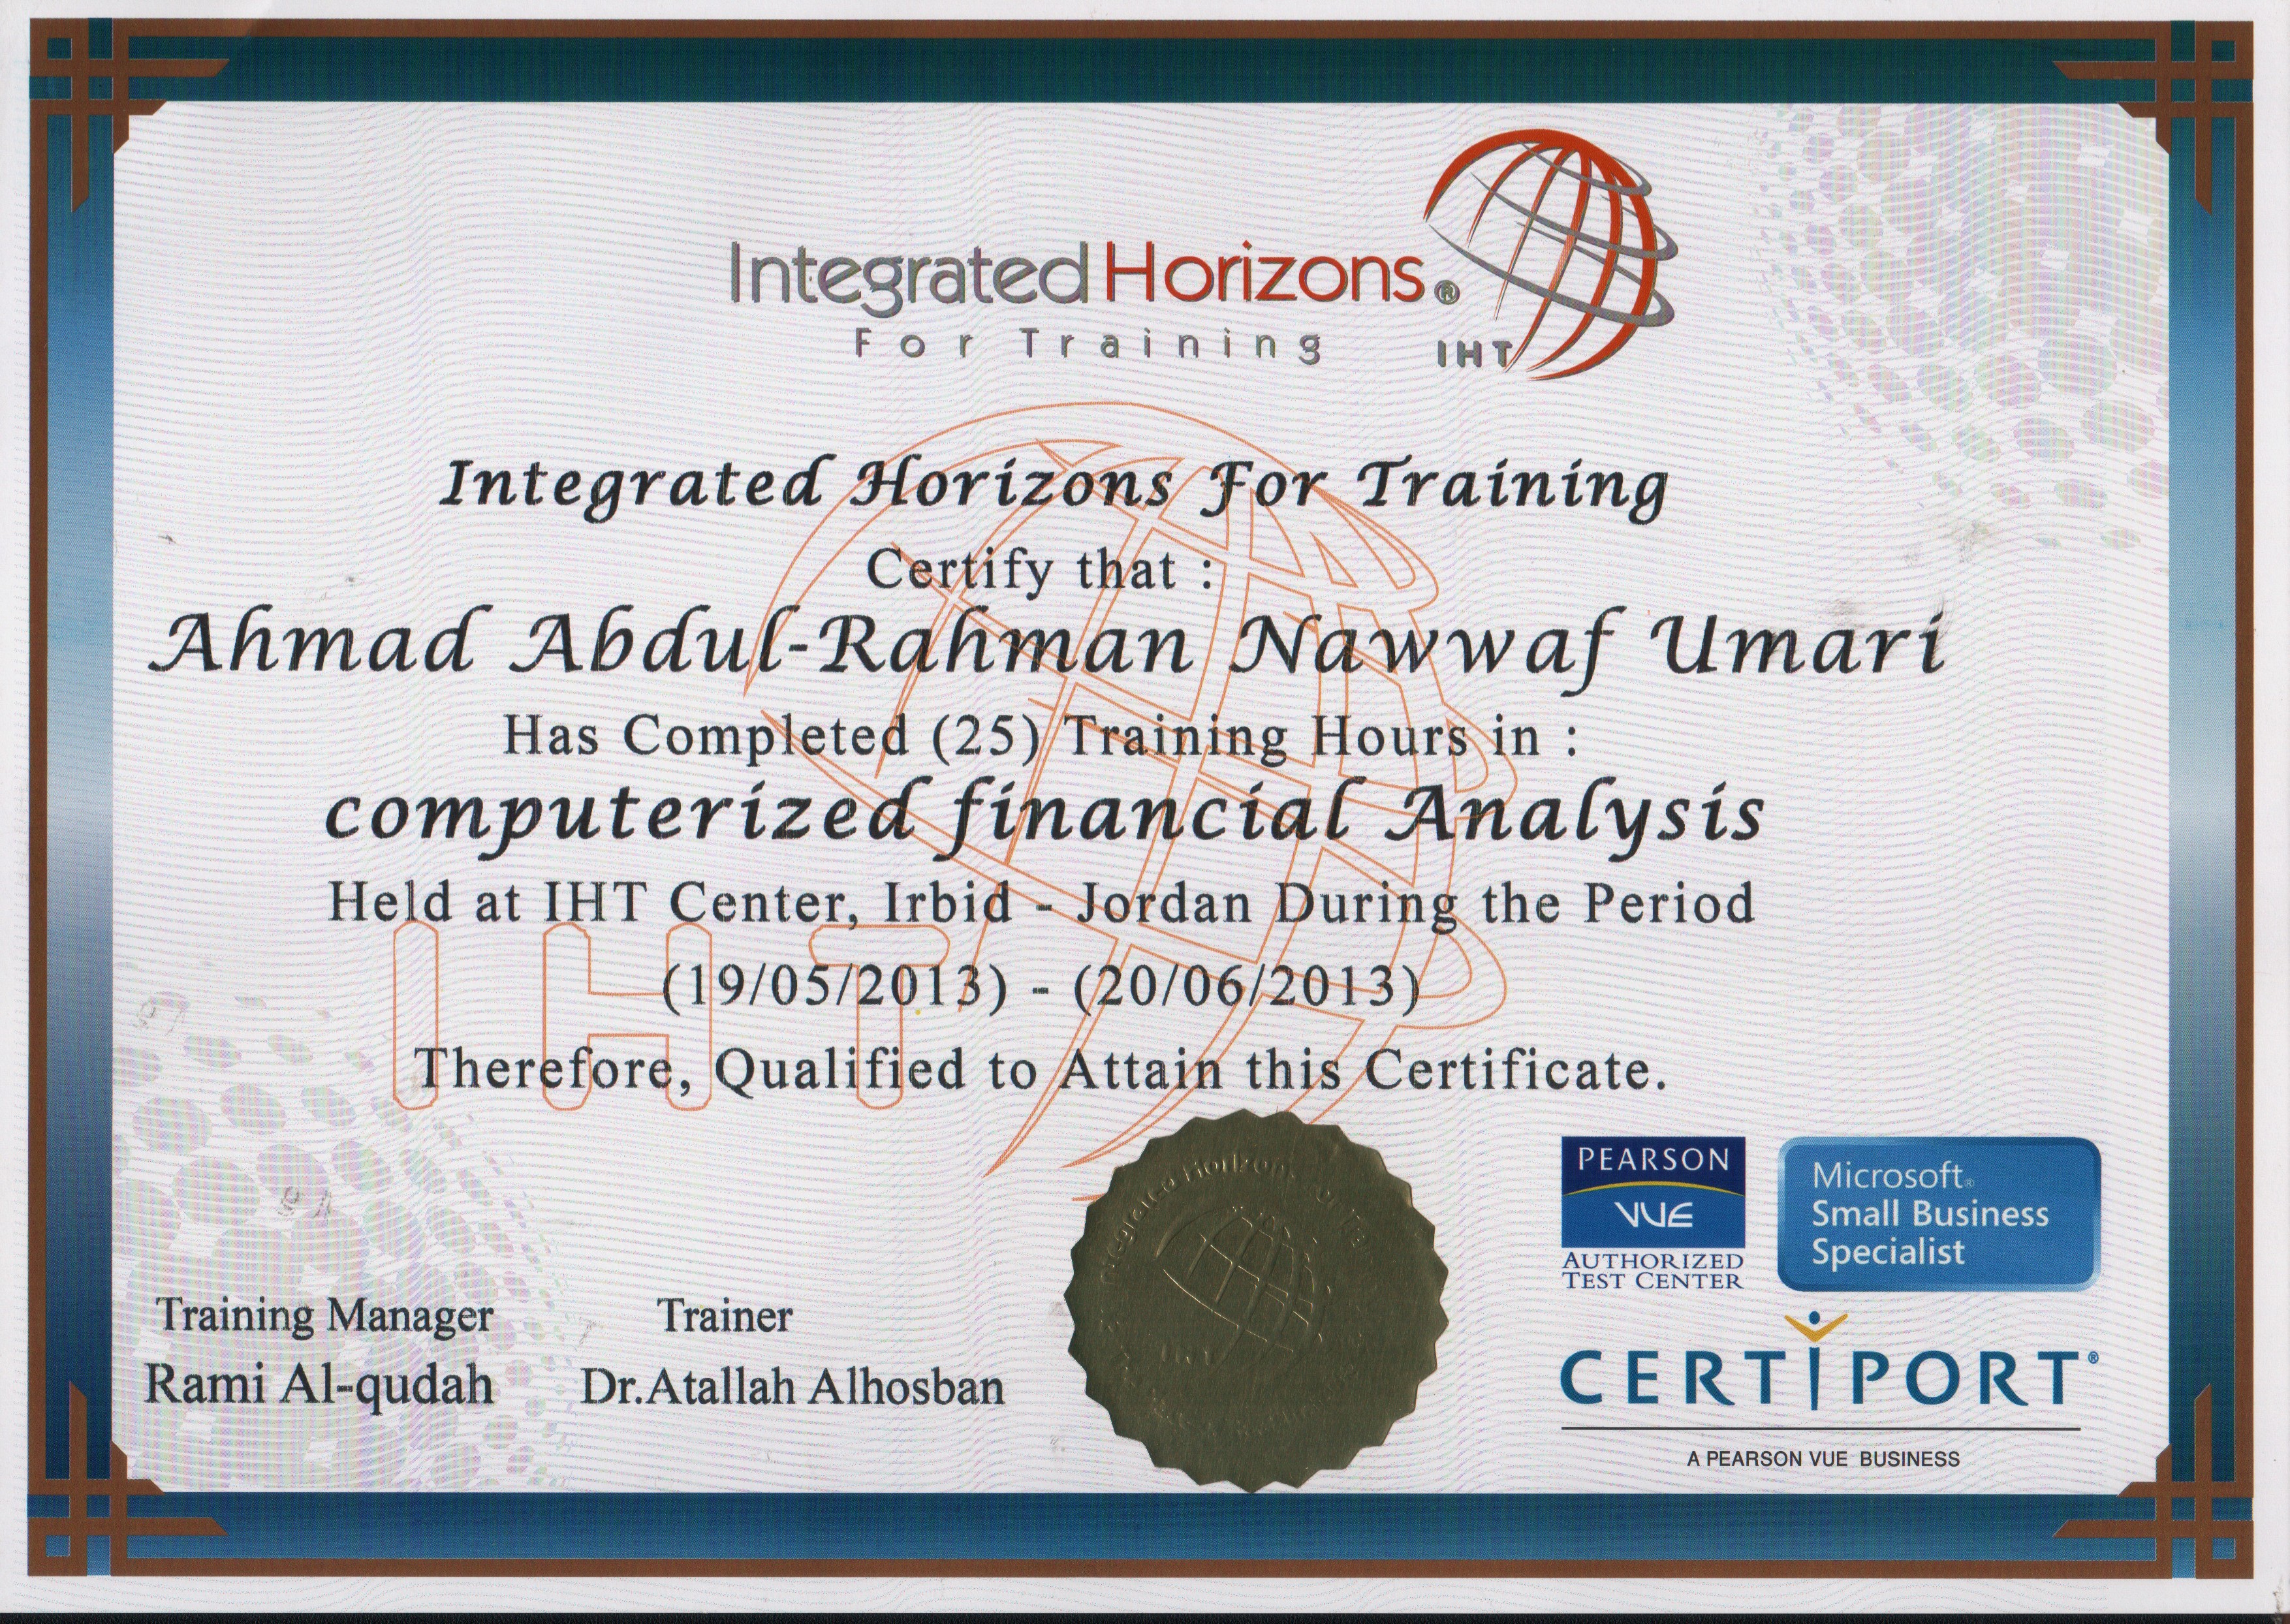 Integrated Horizons®
For Training IHT
Integrated Horizons For Training
Certify that :
Ahmad Abdul-Rahman Nawwaf Umari
Has Completed (25) Training Hours in :
computerized financial Analysis
Held at IHT Center, Irbid - Jordan During the Period
(19/05/2013) - (20/06/2013)
Therefore, Qualified to Attain this Certificate.
IHT
Training Manager
Rami Al-qudah
Trainer
Dr.Atallah Alhosban
Integrated Horizons
PEARSON
VUE
AUTHORIZED
TEST CENTER
Microsoft®
Small Business
Specialist
CERTIPORT®
A PEARSON VUE BUSINESS